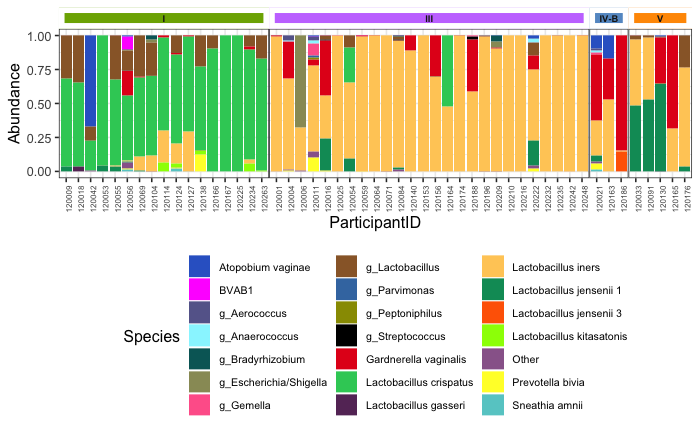 I III IV-B V
Abundance
1.00
0.75
0.50
0.25
0.00
120009 120018 120042 120053 120055 120056 120069 120104 120114 120124 120127 120138 120166 120167 120225 120234 120263 120001 120004 120006 120111 120016 120025 120054 120059 120064 120071 120084 120140 120153 120156 120164 120174 120188 120196 120209 120210 120216 120222 120232 120235 120242 120248 120021 120163 120186 120033 120091 120130 120165 120176
ParticipantID
Species
Atopobium vaginae g_Lactobacillus Lactobacillus iners
BVAB1 g_Parvimonas Lactobacillus jensenii 1
g_Aerococcus g_Peptoniphilus Lactobacillus jensenii 3
g_Anaerococcus g_Streptococcus Lactobacillus kitasatonis
g_Bradyrhizobium Gardnerella vaginalis Other
g_Escherichia/Shigella Lactobacillus crispatus Prevotella bivia
g_Gemella Lactobacillus gasseri Sneathia amnii